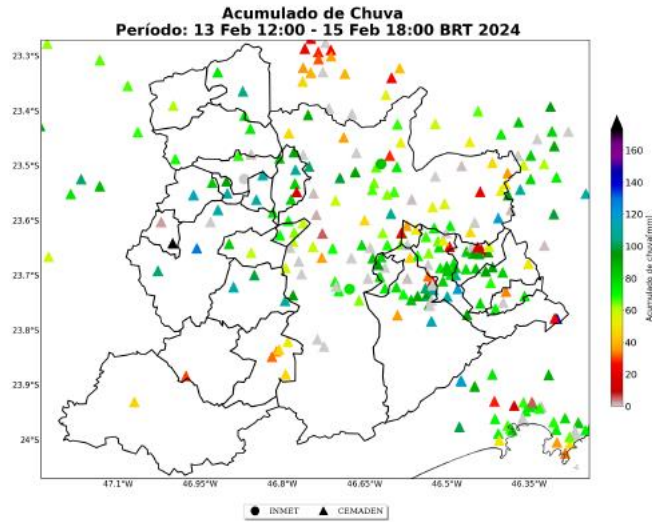 Acumulado de Chuva
Período: 13 Feb 12:00 - 15 Feb 18:00 BRT 2024
23.3°S
23.4°S
23.5°S
23.6°S
23.7°S
23.8°S
23.9°S
24°S
47.1°W
46.95°W
46.8°W
46.65°W
46.5°W
46.35°W
160
140
120
100
80
60
40
20
0
Acumulado de chuva(mm)
INMET
CEMADEN